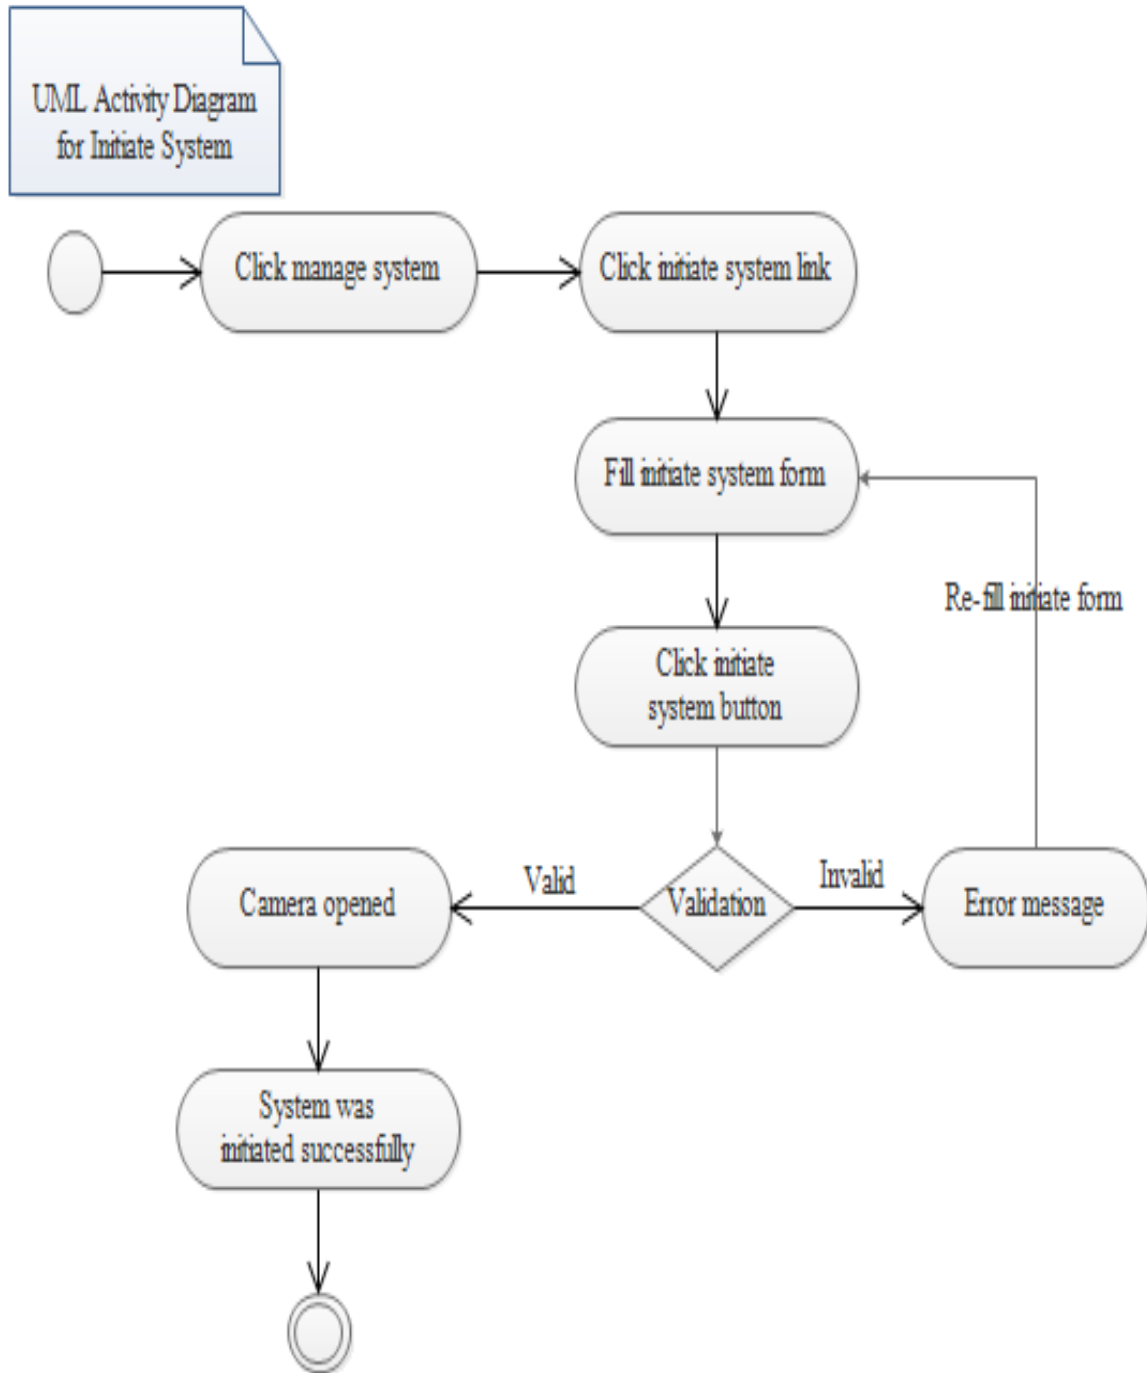 UML Activity Diagram
for Initiate System
Click manage system
Click initiate system link
Fill initiate system form
Re-fill initiate form
Click initiate
system button
Valid
Validation
Invalid
Camera opened
Error message
System was
initiated successfully